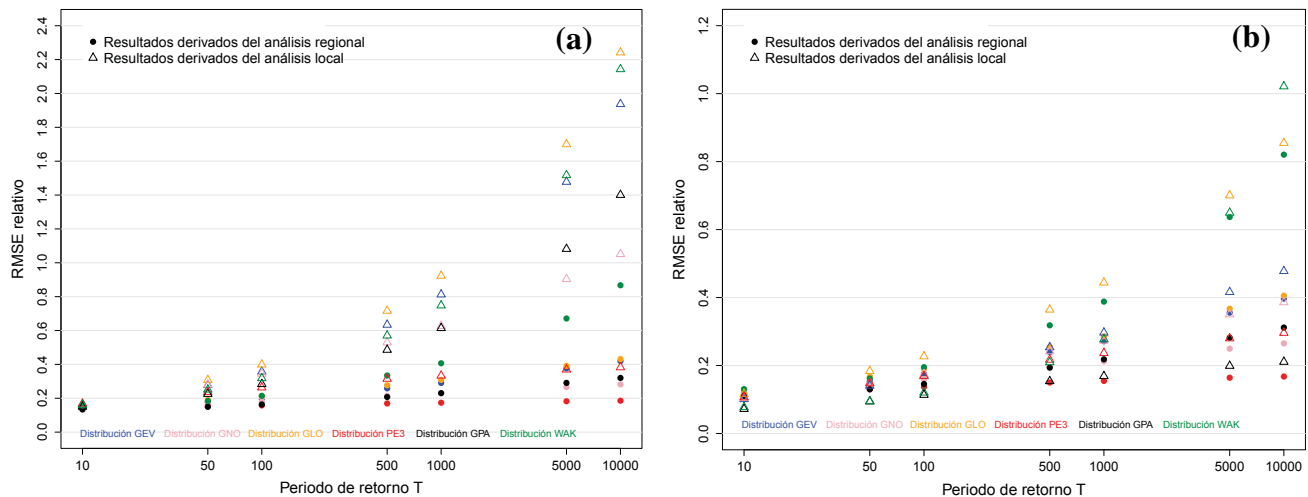 (a)
Resultados derivados del análisis regional
Resultados derivados del análisis local
RMSE relativo
2.4
2.2
2.0
1.8
1.6
1.4
1.2
1.0
0.8
0.6
0.4
0.2
0.0
Distribución GEV Distribución GNO Distribución GLO Distribución PE3 Distribución GPA Distribución WAK
10 50 100 500 1000 5000 10000
Periodo de retorno T
(b)
Resultados derivados del análisis regional
Resultados derivados del análisis local
RMSE relativo
1.2
1.0
0.8
0.6
0.4
0.2
0.0
Distribución GEV Distribución GNO Distribución GLO Distribución PE3 Distribución GPA Distribución WAK
10 50 100 500 1000 5000 10000
Periodo de retorno T